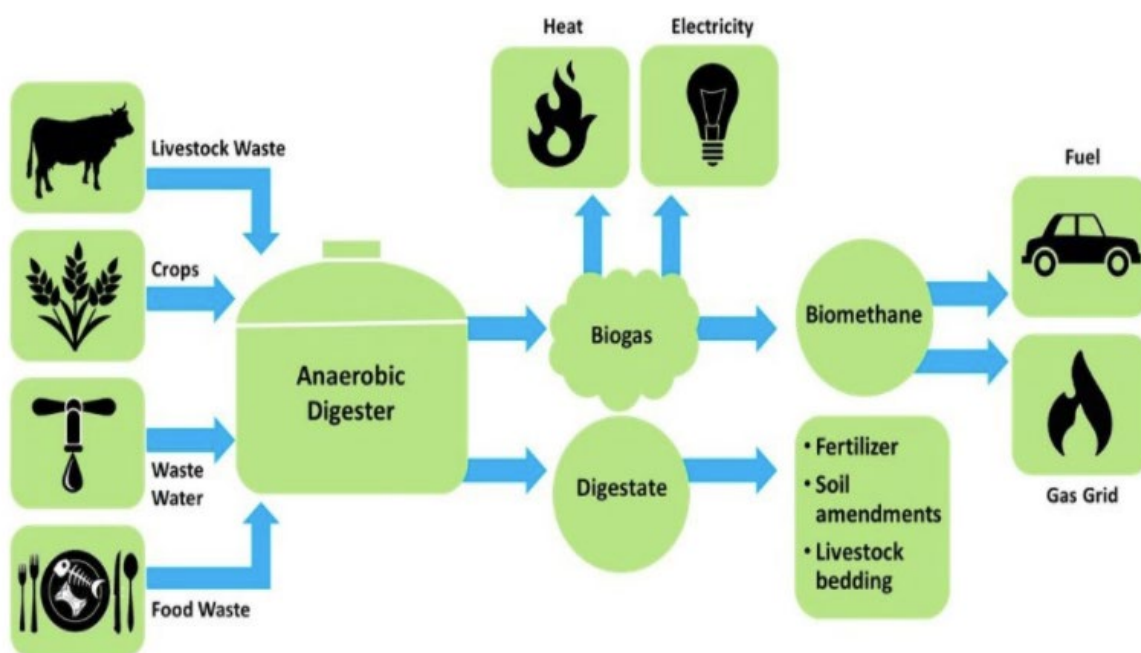 Heat
Electricity
Livestock Waste
Crops
Waste
Water
Food Waste
Anaerobic
Digester
Biogas
Digestate
Biomethane
• Fertilizer
• Soil
amendments
• Livestock
bedding
Fuel
Gas Grid